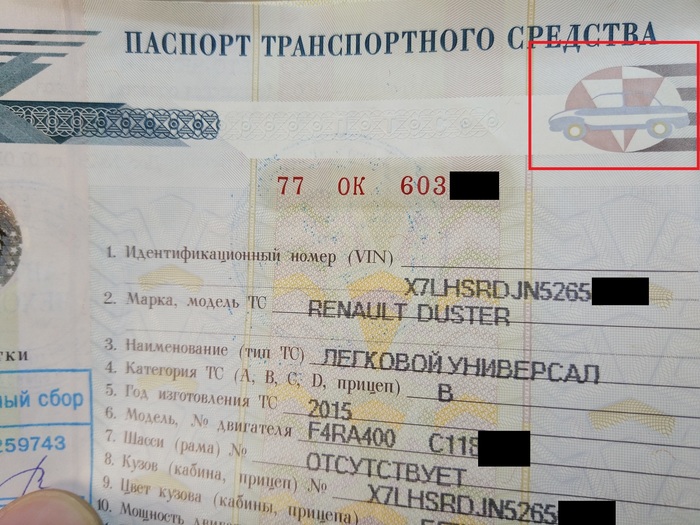 ПАСПОРТ ТРАНСПОРТНОГО СРЕДСТВА
77 ОК 603
1. Идентификационный номер (VIN)
X7LHSRDJN5265
2. Марка, модель ТС RENAULT DUSTER
3. Наименование (тип ТС) ЛЕГКОВОЙ УНИВЕРСАЛ
4. Категория ТС (А, В, С, D, прицеп) В
5. Год изготовления ТС 2015
6. Модель, № двигателя F4RA400 C118
7. Шасси (рама) № ОТСУТСТВУЕТ
8. Кузов (кабина, прицеп) № X7LHSRDJN5265
9. Цвет кузова (кабины, прицепа)
10. Мощность
тки
ный сбор
259743